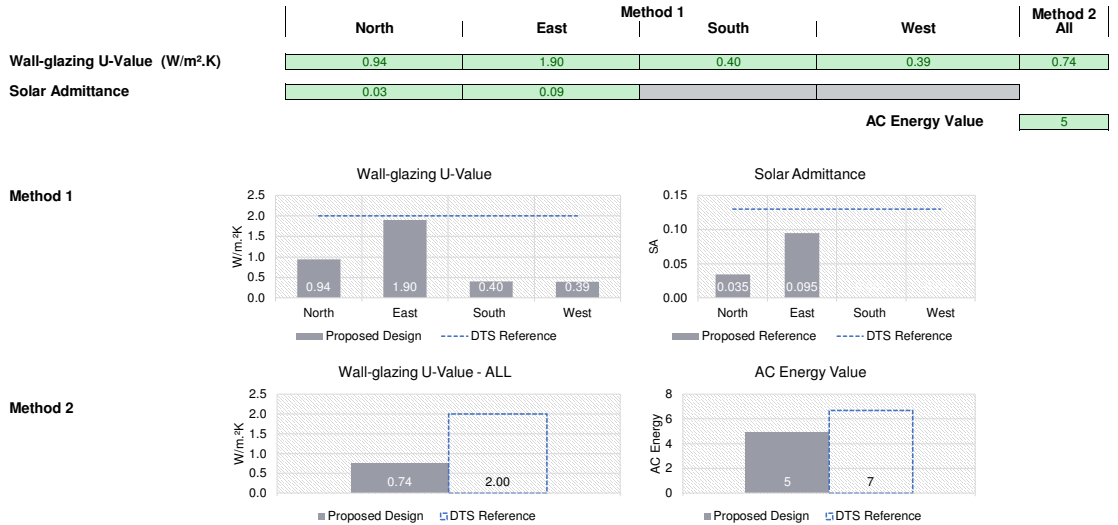 Method 1 Method 2
North East South West All
Wall-glazing U-Value (W/m².K) 0.94 1.90 0.40 0.39 0.74
Solar Admittance 0.03 0.09
AC Energy Value 5
Method 1
Wall-glazing U-Value
W/m.²K
2.5
2.0
1.5
1.0
0.5
0.0
0.94 1.90 0.40 0.39
North East South West
Proposed Design DTS Reference
Solar Admittance
SA
0.15
0.10
0.05
0.00
0.035 0.095
North East South West
Proposed Reference DTS Reference
Method 2
Wall-glazing U-Value - ALL
W/m.²K
2.5
2.0
1.5
1.0
0.5
0.0
0.74 2.00
Proposed Design DTS Reference
AC Energy Value
AC Energy
8
6
4
2
0
5 7
Proposed Design DTS Reference